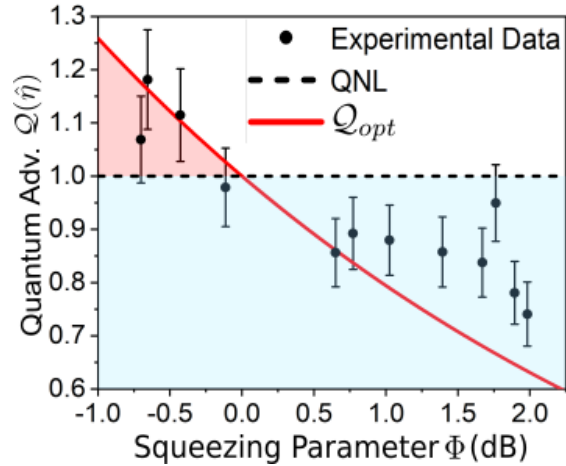 Quantum Adv. 𝒬(η̂)
1.3
1.2
1.1
1.0
0.9
0.8
0.7
0.6
Experimental Data
QNL
𝒬opt
-1.0 -0.5 0.0 0.5 1.0 1.5 2.0
Squeezing Parameter Φ (dB)